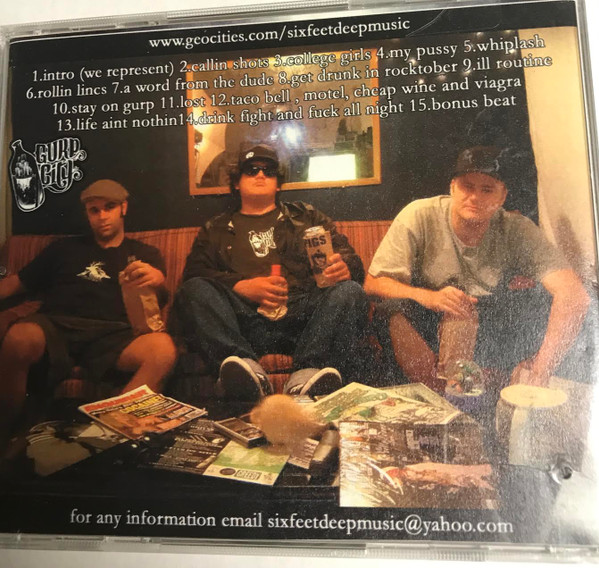 www.geocities.com/sixfeetdeepmusic
1.intro (we represent) 2.callin shots 3.college girls 4.my pussy 5.whiplash
6.rollin lincs 7.a word from the dude 8.get drunk in rocktober 9.ill routine
10.stay on gurp 11.lost 12.taco bell , motel, cheap wine and viagra
13.life aint nothin14.drink fight and fuck all night 15.bonus beat
GURP
CITY
for any information email sixfeetdeepmusic@yahoo.com